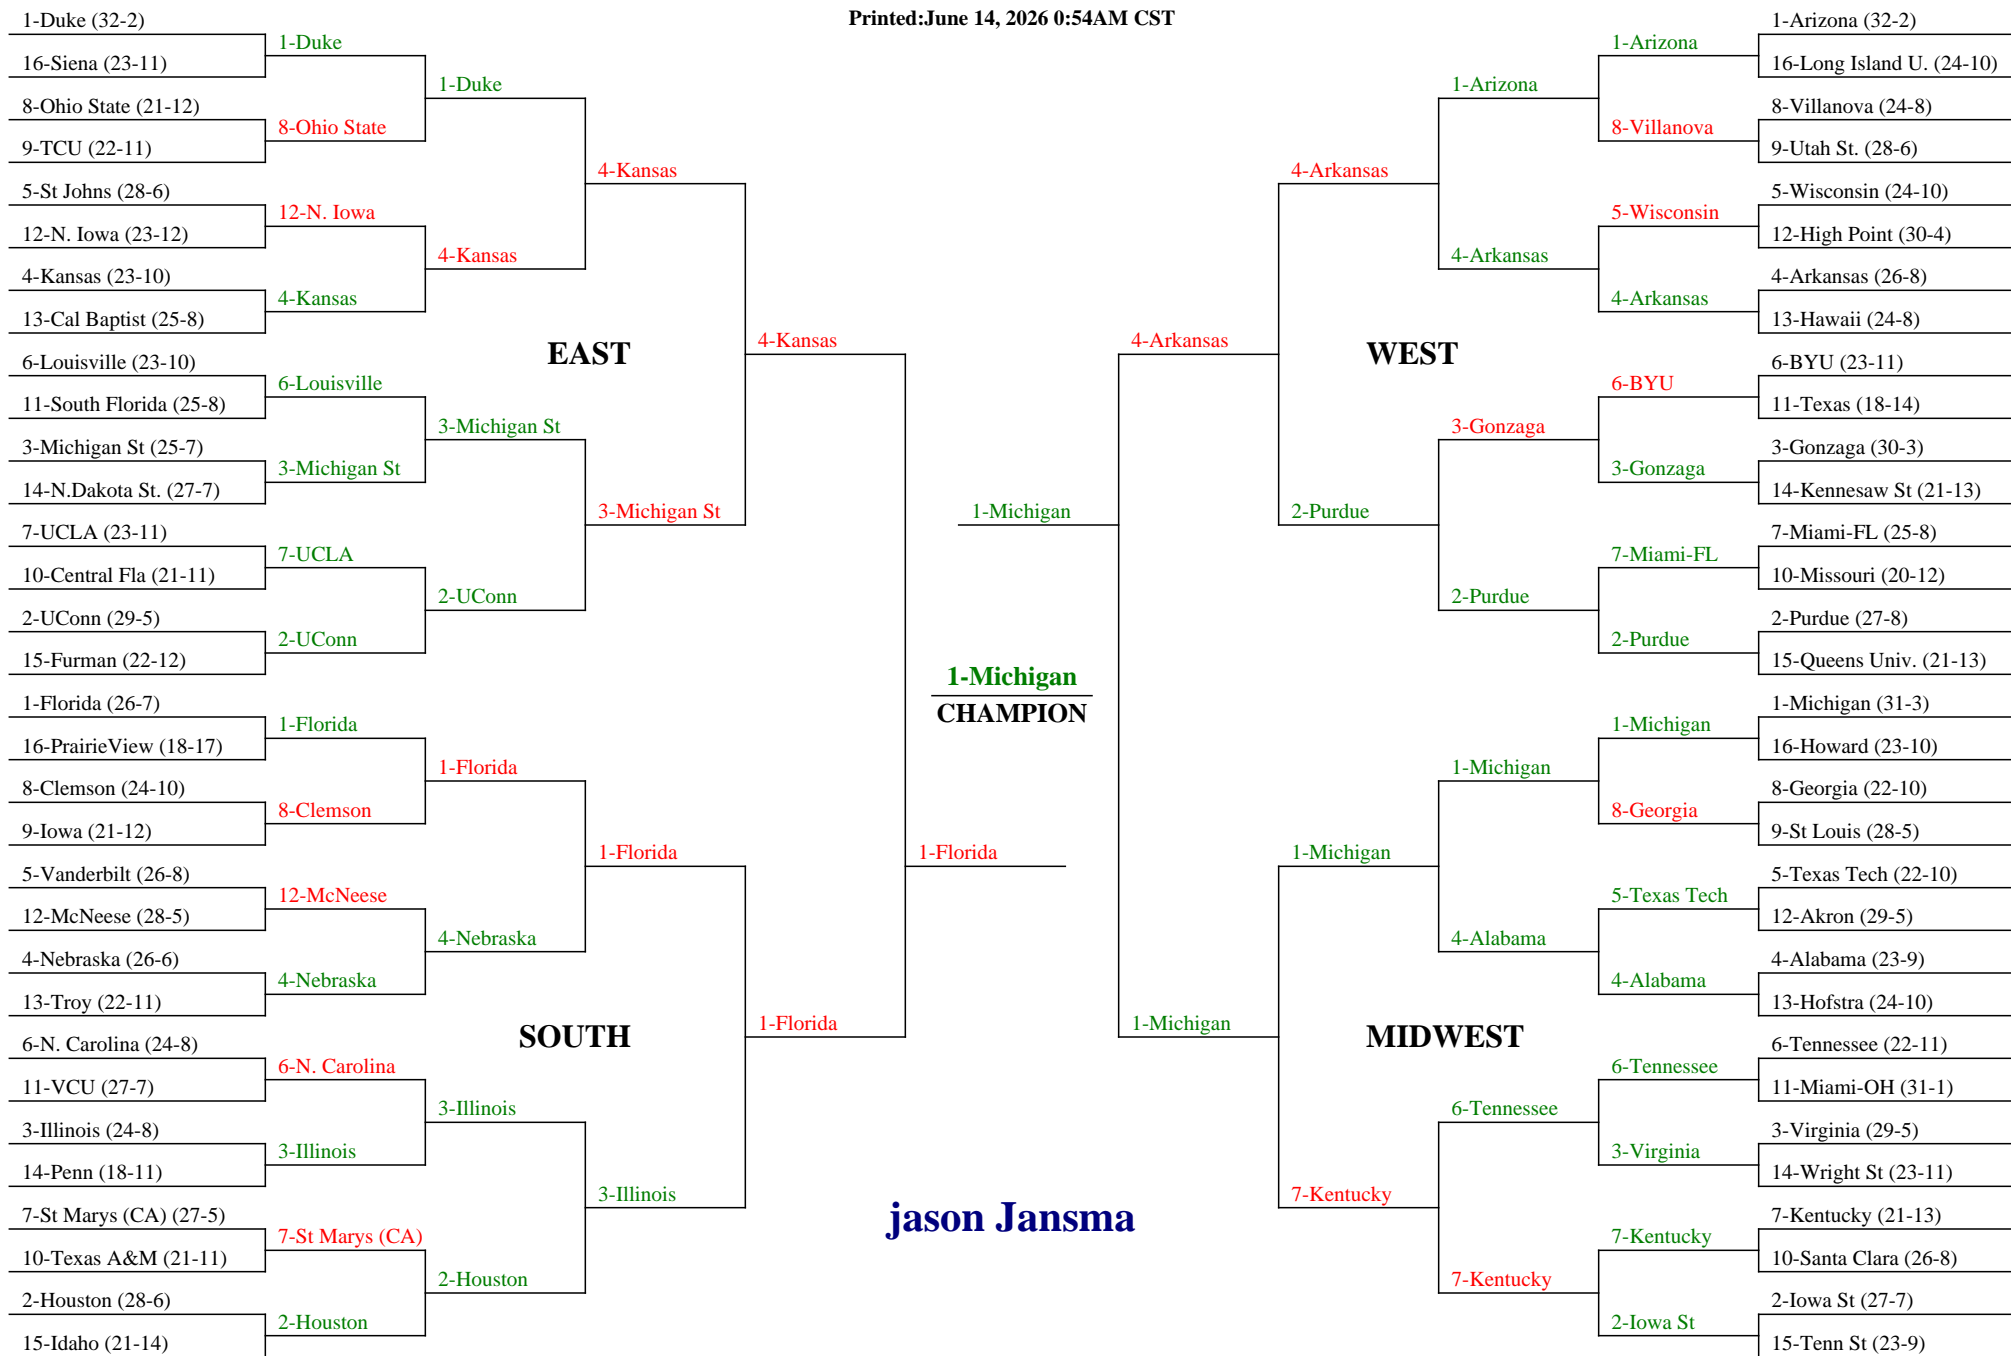 Printed:June 14, 2026 0:54AM CST
1-Duke (32-2)
16-Siena (23-11)
8-Ohio State (21-12)
9-TCU (22-11)
5-St Johns (28-6)
12-N. Iowa (23-12)
4-Kansas (23-10)
13-Cal Baptist (25-8)
6-Louisville (23-10)
11-South Florida (25-8)
3-Michigan St (25-7)
14-N.Dakota St. (27-7)
7-UCLA (23-11)
10-Central Fla (21-11)
2-UConn (29-5)
15-Furman (22-12)
1-Florida (26-7)
16-PrairieView (18-17)
8-Clemson (24-10)
9-Iowa (21-12)
5-Vanderbilt (26-8)
12-McNeese (28-5)
4-Nebraska (26-6)
13-Troy (22-11)
6-N. Carolina (24-8)
11-VCU (27-7)
3-Illinois (24-8)
14-Penn (18-11)
7-St Marys (CA) (27-5)
10-Texas A&M (21-11)
2-Houston (28-6)
15-Idaho (21-14)
1-Duke
8-Ohio State
12-N. Iowa
4-Kansas
6-Louisville
3-Michigan St
7-UCLA
2-UConn
1-Florida
8-Clemson
12-McNeese
4-Nebraska
6-N. Carolina
3-Illinois
7-St Marys (CA)
2-Houston
1-Duke
4-Kansas
3-Michigan St
2-UConn
1-Florida
4-Nebraska
3-Illinois
2-Houston
4-Kansas
EAST
3-Michigan St
1-Florida
SOUTH
3-Illinois
4-Kansas
1-Florida
1-Florida
1-Michigan
1-Michigan
CHAMPION
jason Jansma
4-Arkansas
1-Michigan
4-Arkansas
WEST
2-Purdue
1-Michigan
MIDWEST
7-Kentucky
1-Arizona
4-Arkansas
3-Gonzaga
2-Purdue
1-Michigan
4-Alabama
6-Tennessee
7-Kentucky
1-Arizona
8-Villanova
5-Wisconsin
4-Arkansas
6-BYU
3-Gonzaga
7-Miami-FL
2-Purdue
1-Michigan
8-Georgia
5-Texas Tech
4-Alabama
6-Tennessee
3-Virginia
7-Kentucky
2-Iowa St
1-Arizona (32-2)
16-Long Island U. (24-10)
8-Villanova (24-8)
9-Utah St. (28-6)
5-Wisconsin (24-10)
12-High Point (30-4)
4-Arkansas (26-8)
13-Hawaii (24-8)
6-BYU (23-11)
11-Texas (18-14)
3-Gonzaga (30-3)
14-Kennesaw St (21-13)
7-Miami-FL (25-8)
10-Missouri (20-12)
2-Purdue (27-8)
15-Queens Univ. (21-13)
1-Michigan (31-3)
16-Howard (23-10)
8-Georgia (22-10)
9-St Louis (28-5)
5-Texas Tech (22-10)
12-Akron (29-5)
4-Alabama (23-9)
13-Hofstra (24-10)
6-Tennessee (22-11)
11-Miami-OH (31-1)
3-Virginia (29-5)
14-Wright St (23-11)
7-Kentucky (21-13)
10-Santa Clara (26-8)
2-Iowa St (27-7)
15-Tenn St (23-9)